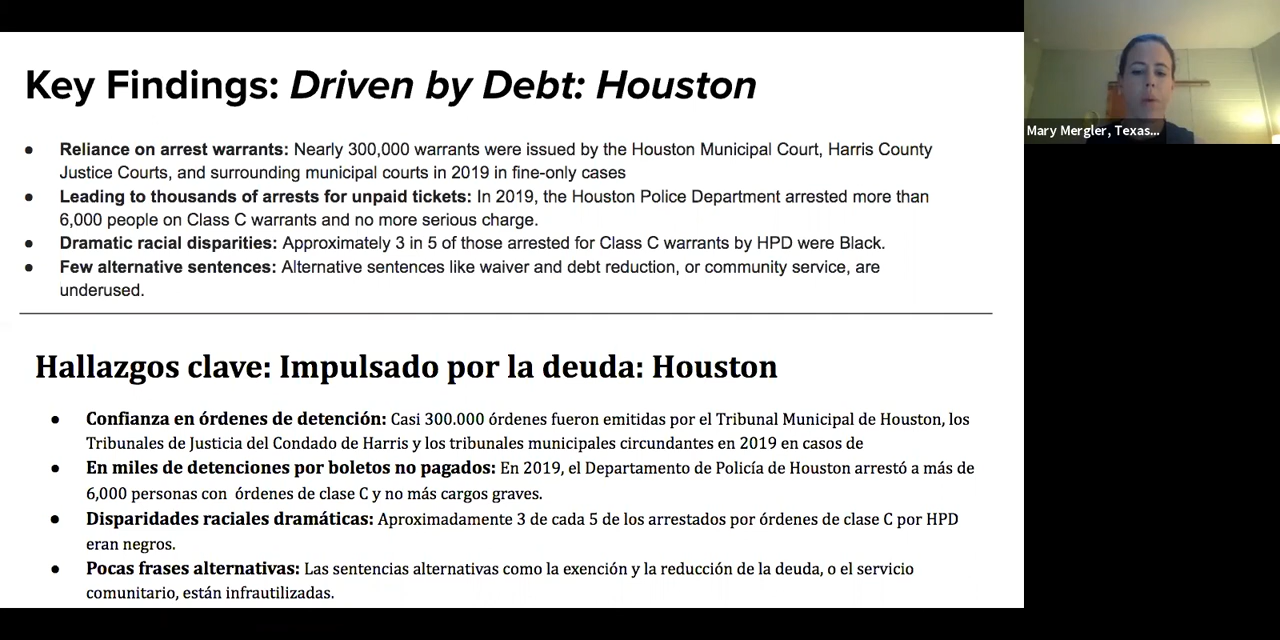 Key Findings: Driven by Debt: Houston
● Reliance on arrest warrants: Nearly 300,000 warrants were issued by the Houston Municipal Court, Harris County
Justice Courts, and surrounding municipal courts in 2019 in fine-only cases
● Leading to thousands of arrests for unpaid tickets: In 2019, the Houston Police Department arrested more than
6,000 people on Class C warrants and no more serious charge.
● Dramatic racial disparities: Approximately 3 in 5 of those arrested for Class C warrants by HPD were Black.
● Few alternative sentences: Alternative sentences like waiver and debt reduction, or community service, are
underused.
Hallazgos clave: Impulsado por la deuda: Houston
● Confianza en órdenes de detención: Casi 300.000 órdenes fueron emitidas por el Tribunal Municipal de Houston, los
Tribunales de Justicia del Condado de Harris y los tribunales municipales circundantes en 2019 en casos de
● En miles de detenciones por boletos no pagados: En 2019, el Departamento de Policía de Houston arrestó a más de
6,000 personas con órdenes de clase C y no más cargos graves.
● Disparidades raciales dramáticas: Aproximadamente 3 de cada 5 de los arrestados por órdenes de clase C por HPD
eran negros.
● Pocas frases alternativas: Las sentencias alternativas como la exención y la reducción de la deuda, o el servicio
comunitario, están infrautilizadas.
Mary Mergler, Texas...